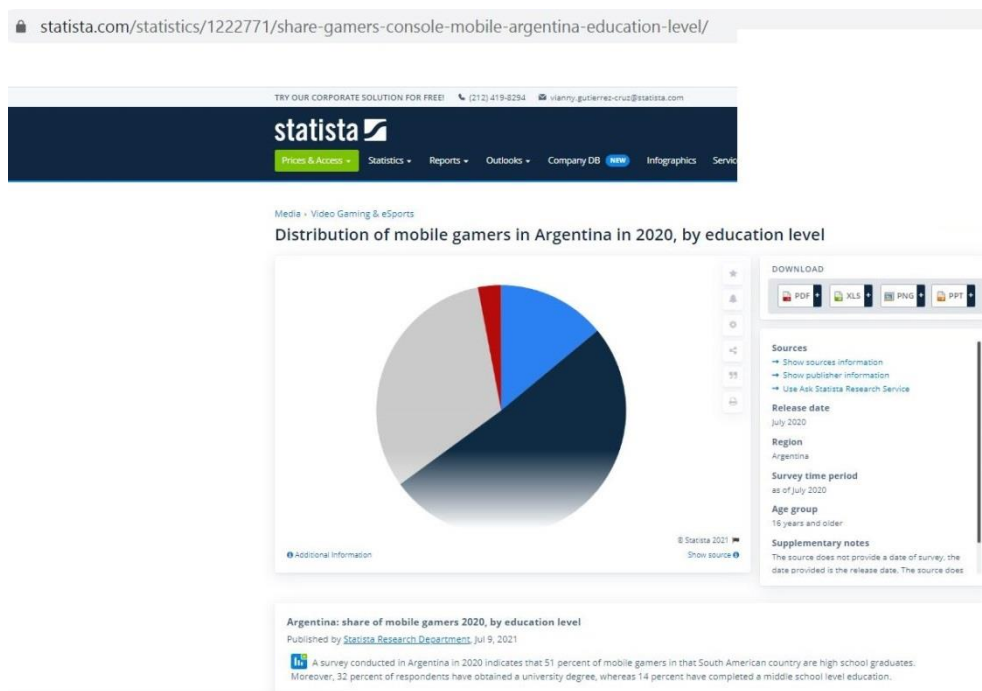 statista.com/statistics/1222771/share-gamers-console-mobile-argentina-education-level/
TRY OUR CORPORATE SOLUTION FOR FREE! (212) 419-8294 vianny.gutierrez-cruz@statista.com
statista
Prices & Access Statistics Reports Outlooks Company DB NEW Infographics Servic
Media › Video Gaming & eSports
Distribution of mobile gamers in Argentina in 2020, by education level
DOWNLOAD
PDF + XLS + PNG + PPT +
Sources
→ Show sources information
→ Show publisher information
→ Use Ask Statista Research Service
Release date
July 2020
Region
Argentina
Survey time period
as of July 2020
Age group
16 years and older
Supplementary notes
The source does not provide a date of survey, the
date provided is the release date. The source does
© Statista 2021
Additional Information Show source
Argentina: share of mobile gamers 2020, by education level
Published by Statista Research Department, Jul 9, 2021
A survey conducted in Argentina in 2020 indicates that 51 percent of mobile gamers in that South American country are high school graduates.
Moreover, 32 percent of respondents have obtained a university degree, whereas 14 percent have completed a middle school level education.